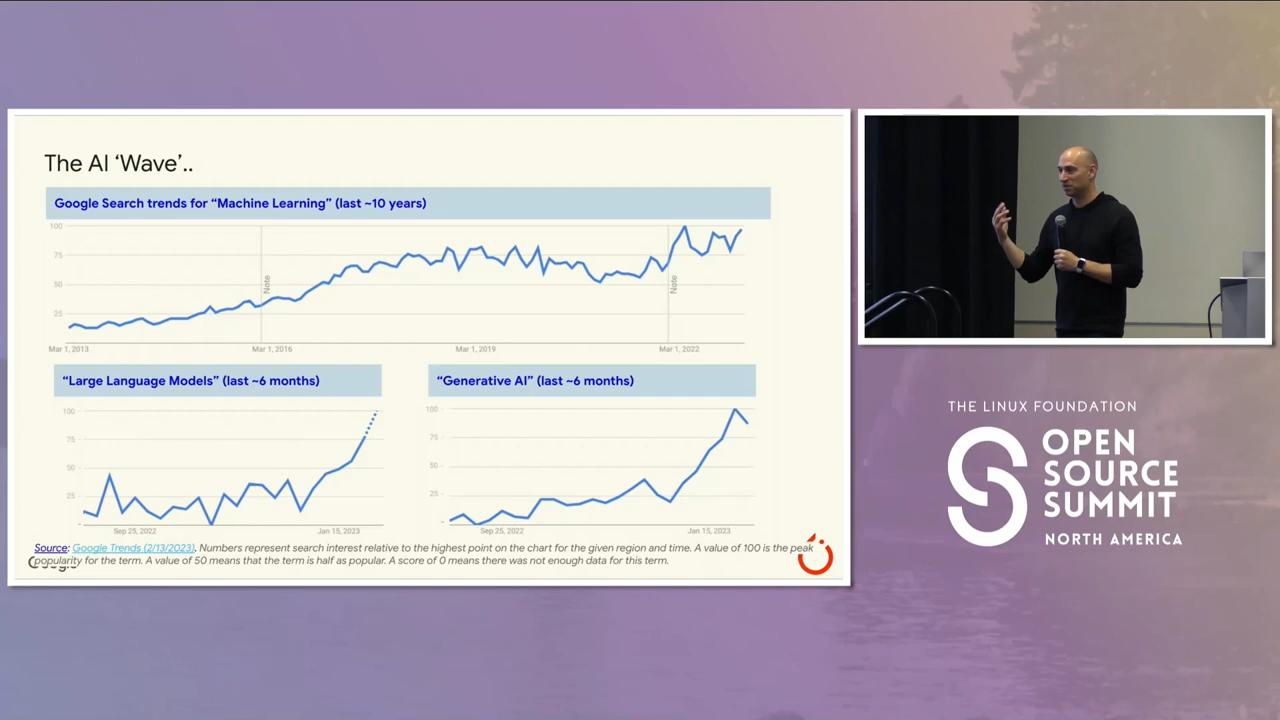 The AI ‘Wave’..
Google Search trends for “Machine Learning” (last ~10 years)
100
75
50
25
Note
Note
Mar 1, 2013
Mar 1, 2016
Mar 1, 2019
Mar 1, 2022
“Large Language Models” (last ~6 months)
100
75
50
25
Sep 25, 2022
Jan 15, 2023
“Generative AI” (last ~6 months)
100
75
50
25
Sep 25, 2022
Jan 15, 2023
Source: Google Trends (2/13/2023). Numbers represent search interest relative to the highest point on the chart for the given region and time. A value of 100 is the peak
popularity for the term. A value of 50 means that the term is half as popular. A score of 0 means there was not enough data for this term.
Google
THE LINUX FOUNDATION
OPEN
SOURCE
SUMMIT
NORTH AMERICA